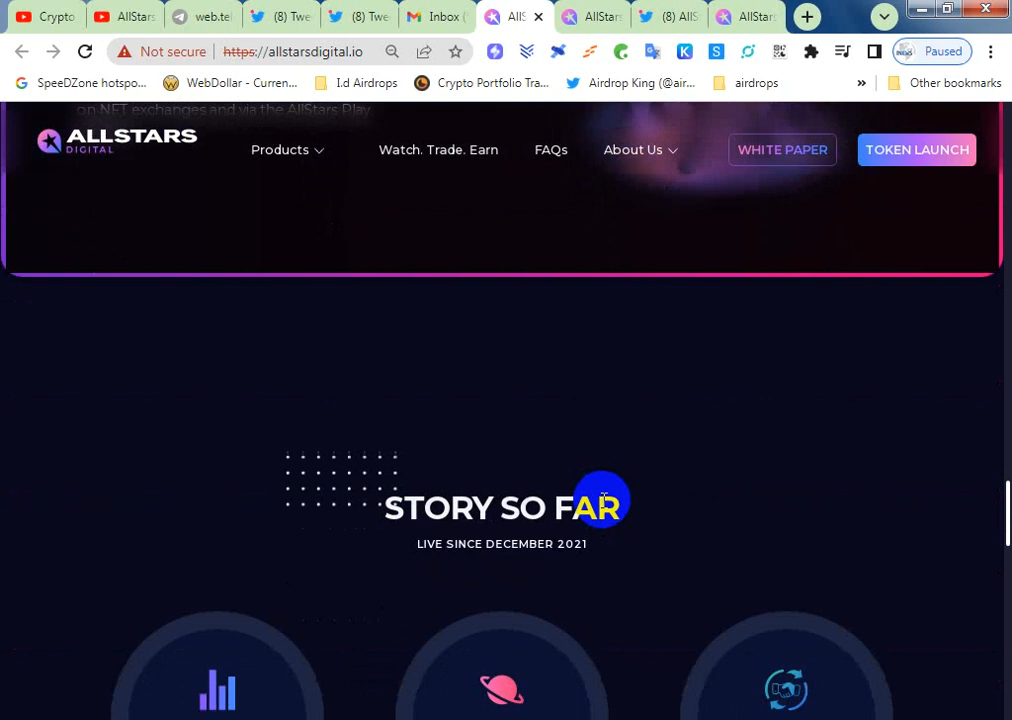 Crypto
AllStars
web.tel
(8) Twe
(8) Twe
Inbox (
AllS
AllStars
(8) AllS
AllStars
Not secure
https://allstarsdigital.io
Paused
SpeeDZone hotspo...
WebDollar - Curren...
I.d Airdrops
Crypto Portfolio Tra...
Airdrop King (@air...
airdrops
»
Other bookmarks
on NFT exchanges and via the AllStars Play
ALLSTARS
DIGITAL
Products
Watch. Trade. Earn
FAQs
About Us
WHITE PAPER
TOKEN LAUNCH
STORY SO FAR
LIVE SINCE DECEMBER 2021